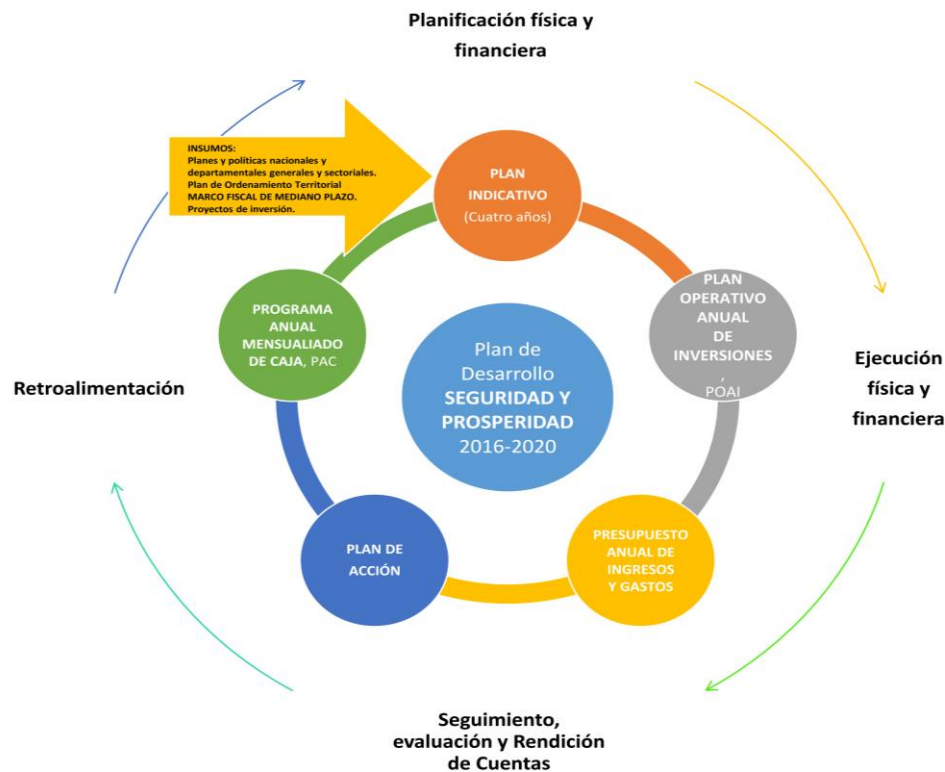 Planificación física y
financiera
INSUMOS:
Planes y políticas nacionales y
departamentales generales y sectoriales.
Plan de Ordenamiento Territorial
MARCO FISCAL DE MEDIANO PLAZO.
Proyectos de inversión.
PLAN
INDICATIVO
(Cuatro años)
PLAN
OPERATIVO
ANUAL
DE
INVERSIONES
,
POAI
PROGRAMA
ANUAL
MENSUALIADO
DE CAJA, PAC
Plan de
Desarrollo
SEGURIDAD Y
PROSPERIDAD
2016-2020
Retroalimentación
Ejecución
física y
financiera
PLAN DE
ACCIÓN
PRESUPUESTO
ANUAL DE
INGRESOS
Y GASTOS
Seguimiento,
evaluación y Rendición
de Cuentas